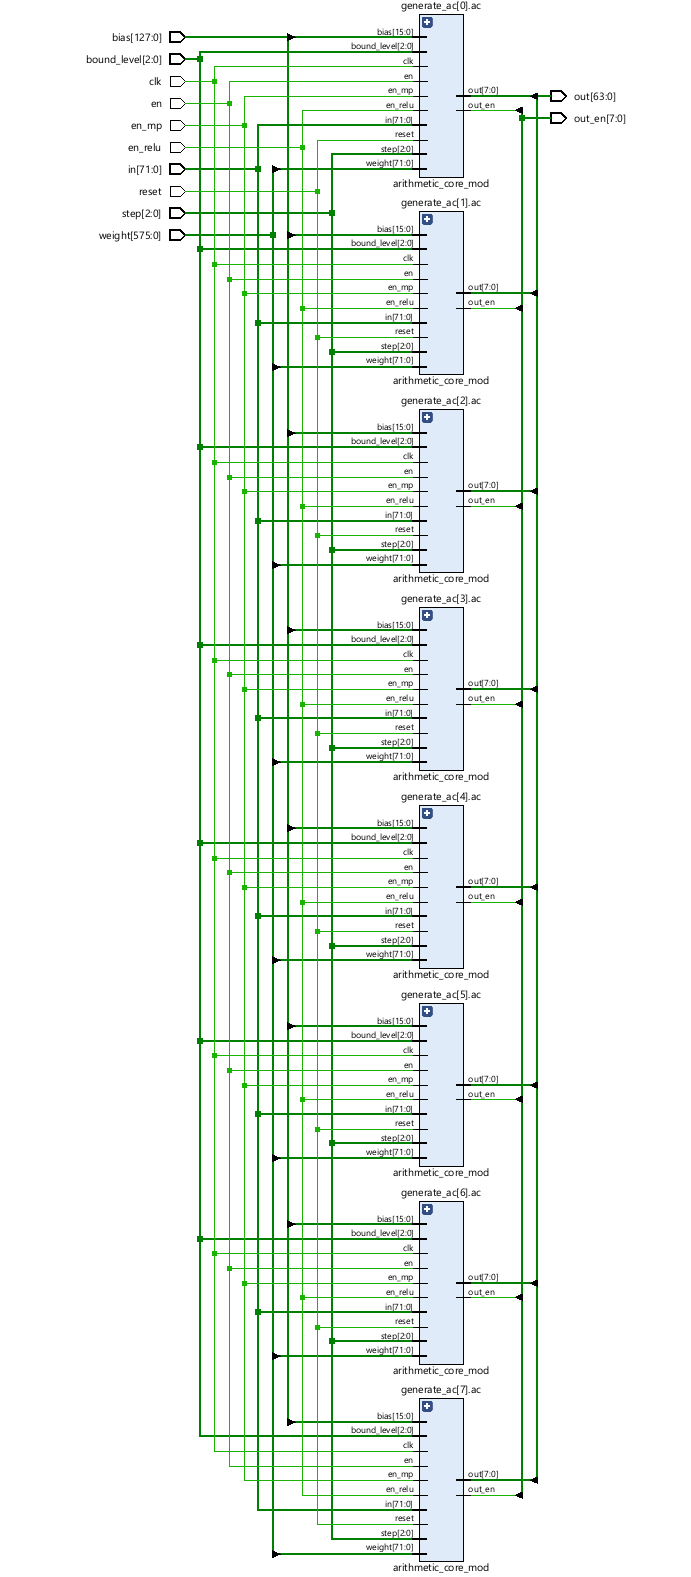 generate_ac[0].ac
bias[127:0]
bound_level[2:0]
clk
en
en_mp
en_relu
in[71:0]
reset
step[2:0]
weight[575:0]
bias[15:0]
bound_level[2:0]
clk
en
en_mp
en_relu
in[71:0]
reset
step[2:0]
weight[71:0]
out[7:0]
out_en
out[63:0]
out_en[7:0]
arithmetic_core_mod
generate_ac[1].ac
bias[15:0]
bound_level[2:0]
clk
en
en_mp
en_relu
in[71:0]
reset
step[2:0]
weight[71:0]
out[7:0]
out_en
arithmetic_core_mod
generate_ac[2].ac
bias[15:0]
bound_level[2:0]
clk
en
en_mp
en_relu
in[71:0]
reset
step[2:0]
weight[71:0]
out[7:0]
out_en
arithmetic_core_mod
generate_ac[3].ac
bias[15:0]
bound_level[2:0]
clk
en
en_mp
en_relu
in[71:0]
reset
step[2:0]
weight[71:0]
out[7:0]
out_en
arithmetic_core_mod
generate_ac[4].ac
bias[15:0]
bound_level[2:0]
clk
en
en_mp
en_relu
in[71:0]
reset
step[2:0]
weight[71:0]
out[7:0]
out_en
arithmetic_core_mod
generate_ac[5].ac
bias[15:0]
bound_level[2:0]
clk
en
en_mp
en_relu
in[71:0]
reset
step[2:0]
weight[71:0]
out[7:0]
out_en
arithmetic_core_mod
generate_ac[6].ac
bias[15:0]
bound_level[2:0]
clk
en
en_mp
en_relu
in[71:0]
reset
step[2:0]
weight[71:0]
out[7:0]
out_en
arithmetic_core_mod
generate_ac[7].ac
bias[15:0]
bound_level[2:0]
clk
en
en_mp
en_relu
in[71:0]
reset
step[2:0]
weight[71:0]
out[7:0]
out_en
arithmetic_core_mod